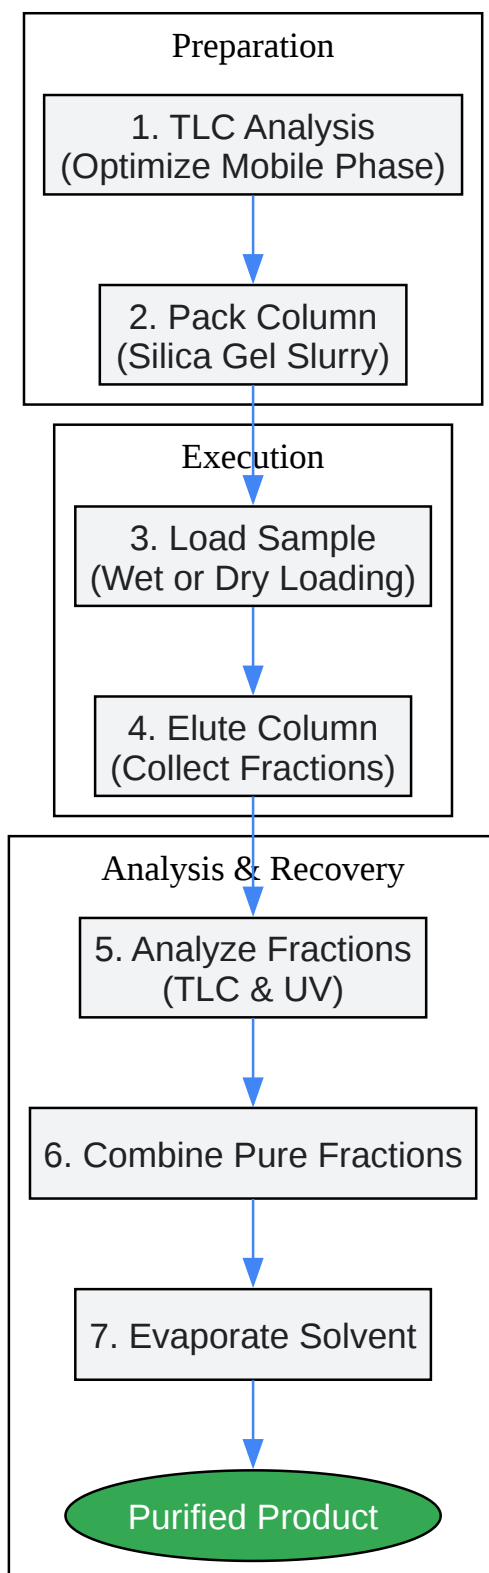 Preparation
1. TLC Analysis
(Optimize Mobile Phase)
2. Pack Column
(Silica Gel Slurry)
Execution
3. Load Sample
(Wet or Dry Loading)
4. Elute Column
(Collect Fractions)
Analysis & Recovery
5. Analyze Fractions
(TLC & UV)
6. Combine Pure Fractions
7. Evaporate Solvent
Purified Product